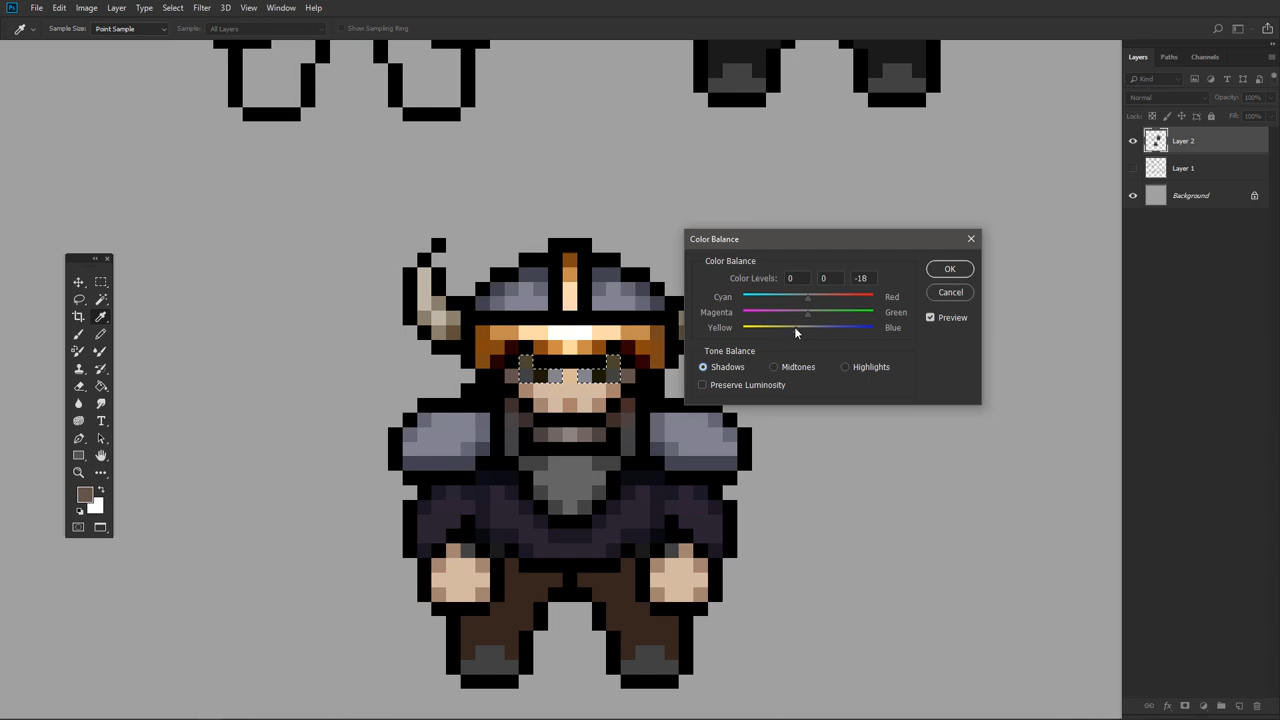 Ps File Edit Image Layer Type Select Filter 3D View Window Help
Sample Size: Point Sample Sample: All Layers Show Sampling Ring
Layers Paths Channels
Kind
Normal Opacity: 100%
Lock: Fill: 100%
Layer 2
Layer 1
Background
Color Balance
Color Balance
Color Levels: 0 0 -18
Cyan Red
Magenta Green
Yellow Blue
Tone Balance
Shadows Midtones Highlights
Preserve Luminosity
OK
Cancel
Preview
T
fx